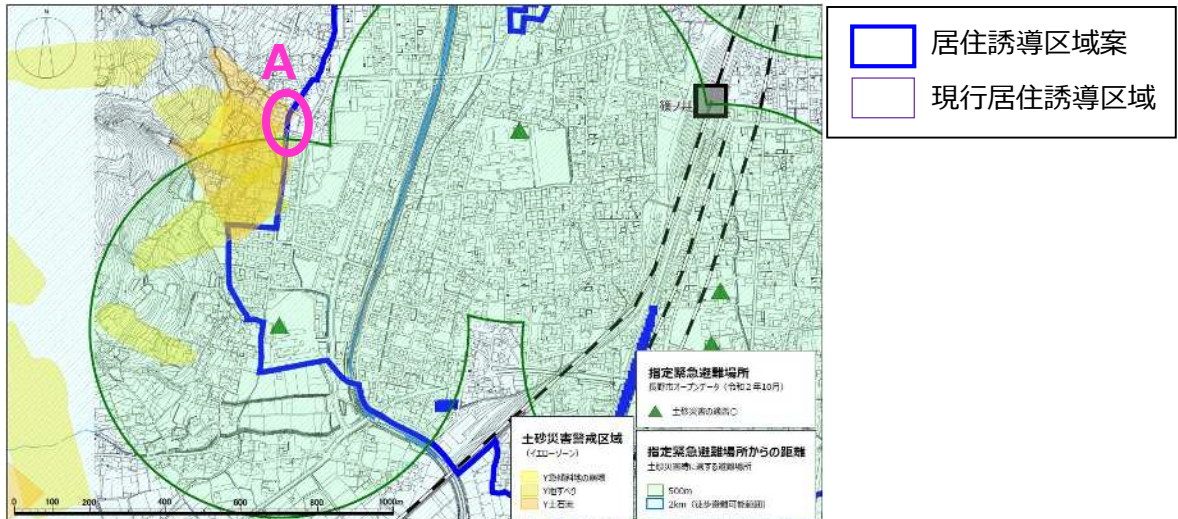 N
A
居住誘導区域案
現行居住誘導区域
篠ノ井
指定緊急避難場所
長野市オープンデータ(令和2年10月)
土砂災害の場合〇
土砂災害警戒区域
(イエローゾーン)
Y急傾斜地の崩壊
Y地すべり
Y土石流
指定緊急避難場所からの距離
土砂災害時に適する避難場所
500m
2km(徒歩避難可能範囲)
0 200 400 600 800 1000m